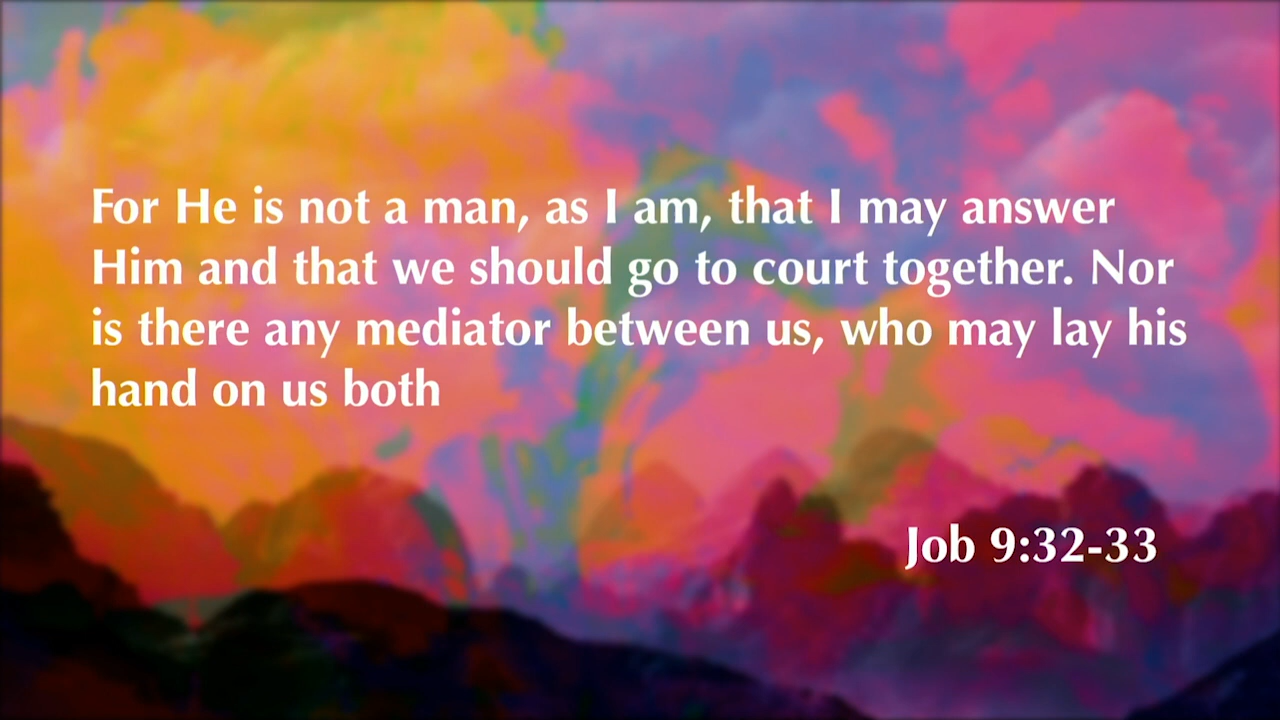 For He is not a man, as I am, that I may answer
Him and that we should go to court together. Nor
is there any mediator between us, who may lay his
hand on us both
Job 9:32-33